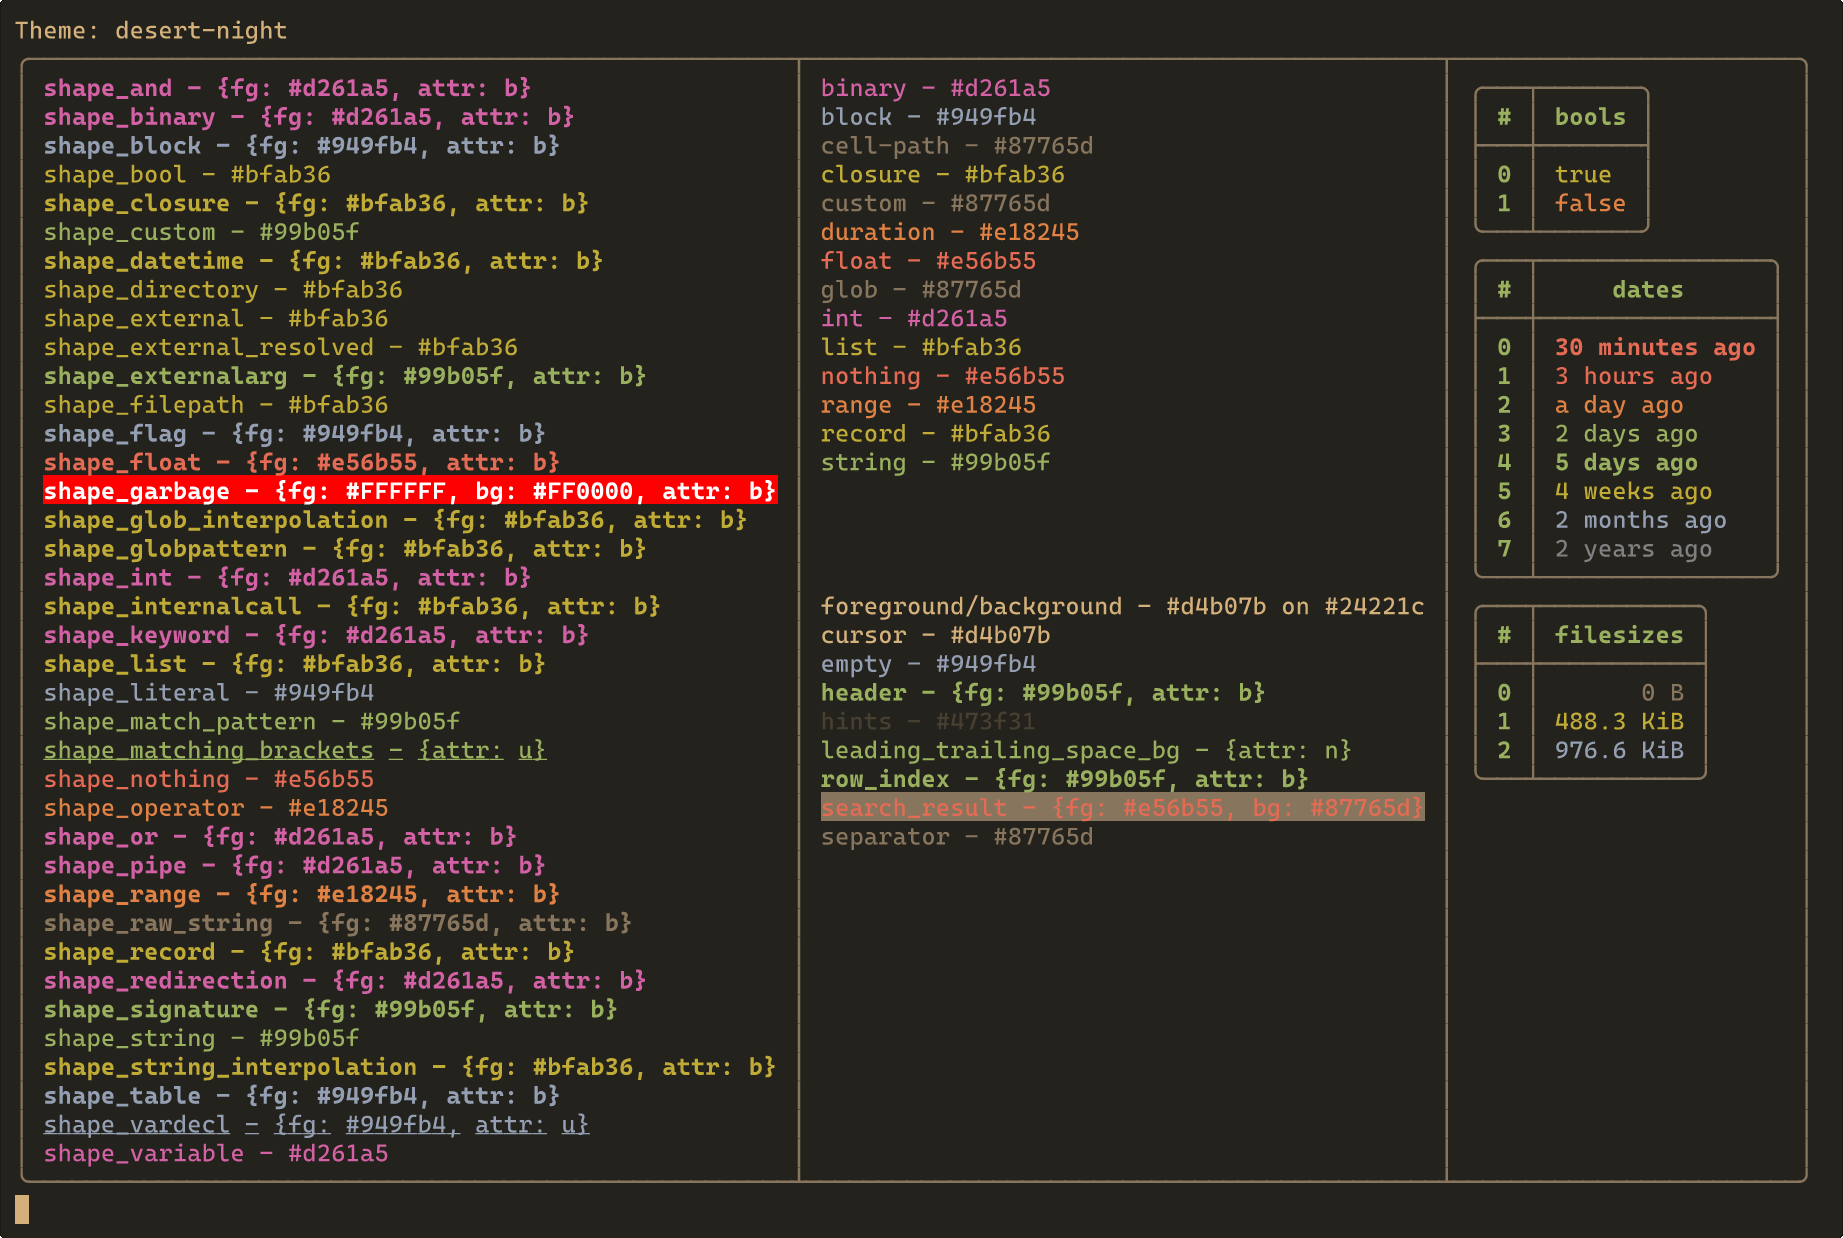 Theme: desert-night
shape_and - {fg: #d261a5, attr: b}
shape_binary - {fg: #d261a5, attr: b}
shape_block - {fg: #949fb4, attr: b}
shape_bool - #bfab36
shape_closure - {fg: #bfab36, attr: b}
shape_custom - #99b05f
shape_datetime - {fg: #bfab36, attr: b}
shape_directory - #bfab36
shape_external - #bfab36
shape_external_resolved - #bfab36
shape_externalarg - {fg: #99b05f, attr: b}
shape_filepath - #bfab36
shape_flag - {fg: #949fb4, attr: b}
shape_float - {fg: #e56b55, attr: b}
shape_garbage - {fg: #FFFFFF, bg: #FF0000, attr: b}
shape_glob_interpolation - {fg: #bfab36, attr: b}
shape_globpattern - {fg: #bfab36, attr: b}
shape_int - {fg: #d261a5, attr: b}
shape_internalcall - {fg: #bfab36, attr: b}
shape_keyword - {fg: #d261a5, attr: b}
shape_list - {fg: #bfab36, attr: b}
shape_literal - #949fb4
shape_match_pattern - #99b05f
shape_matching_brackets - {attr: u}
shape_nothing - #e56b55
shape_operator - #e18245
shape_or - {fg: #d261a5, attr: b}
shape_pipe - {fg: #d261a5, attr: b}
shape_range - {fg: #e18245, attr: b}
shape_raw_string - {fg: #87765d, attr: b}
shape_record - {fg: #bfab36, attr: b}
shape_redirection - {fg: #d261a5, attr: b}
shape_signature - {fg: #99b05f, attr: b}
shape_string - #99b05f
shape_string_interpolation - {fg: #bfab36, attr: b}
shape_table - {fg: #949fb4, attr: b}
shape_vardecl - {fg: #949fb4, attr: u}
shape_variable - #d261a5
binary - #d261a5
block - #949fb4
cell-path - #87765d
closure - #bfab36
custom - #87765d
duration - #e18245
float - #e56b55
glob - #87765d
int - #d261a5
list - #bfab36
nothing - #e56b55
range - #e18245
record - #bfab36
string - #99b05f
foreground/background - #d4b07b on #24221c
cursor - #d4b07b
empty - #949fb4
header - {fg: #99b05f, attr: b}
hints - #473f31
leading_trailing_space_bg - {attr: n}
row_index - {fg: #99b05f, attr: b}
search_result - {fg: #e56b55, bg: #87765d}
separator - #87765d
# bools
0 true
1 false
# dates
0 30 minutes ago
1 3 hours ago
2 a day ago
3 2 days ago
4 5 days ago
5 4 weeks ago
6 2 months ago
7 2 years ago
# filesizes
0 0 B
1 488.3 KiB
2 976.6 KiB